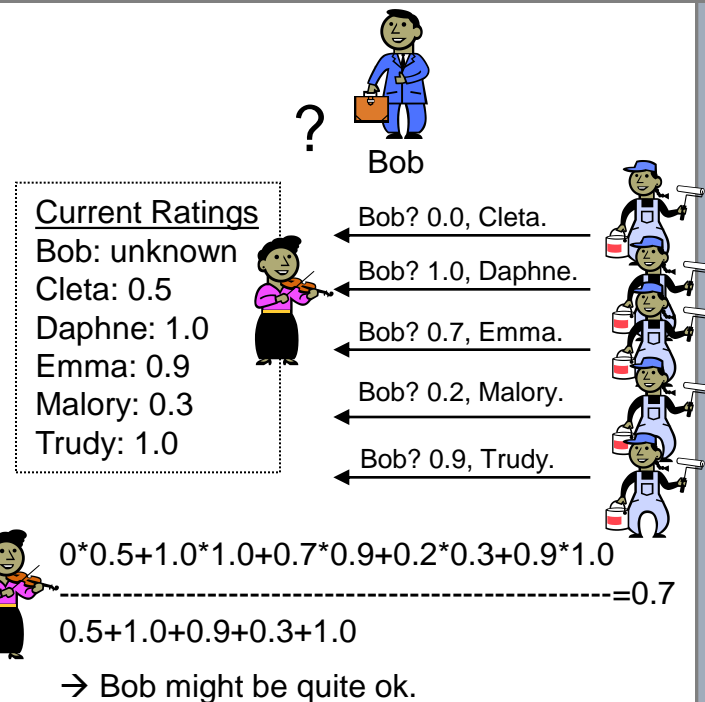 ?
Bob
Current Ratings
Bob: unknown
Cleta: 0.5
Daphne: 1.0
Emma: 0.9
Malory: 0.3
Trudy: 1.0
Bob? 0.0, Cleta.
Bob? 1.0, Daphne.
Bob? 0.7, Emma.
Bob? 0.2, Malory.
Bob? 0.9, Trudy.
0*0.5+1.0*1.0+0.7*0.9+0.2*0.3+0.9*1.0
----------------------------------------------------=0.7
0.5+1.0+0.9+0.3+1.0
→ Bob might be quite ok.